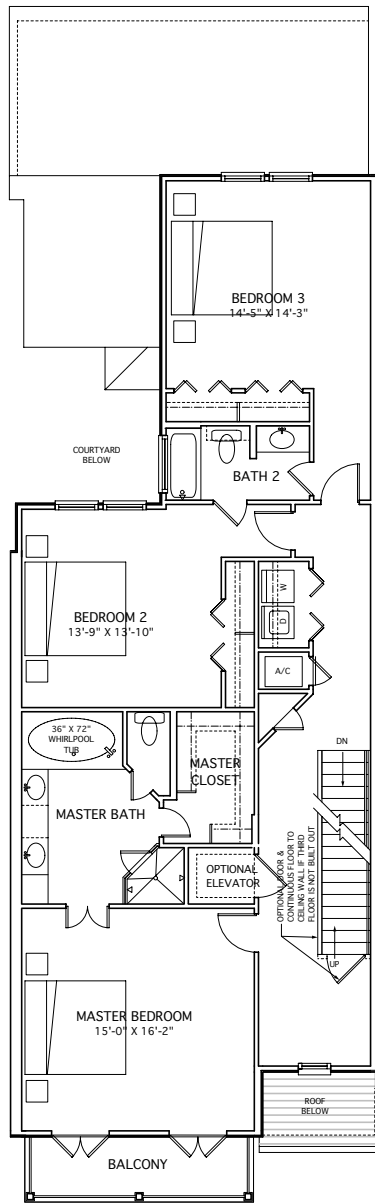 BEDROOM 3
14'-5" X 14'-3"
COURTYARD
BELOW
BATH 2
BEDROOM 2
13'-9" X 13'-10"
W
D
A/C
36" X 72"
WHIRLPOOL
TUB
MASTER
CLOSET
DN
MASTER BATH
OPTIONAL
ELEVATOR
OPTIONAL DOOR &
CONTINUOUS FLOOR TO
CEILING WALL IF THIRD
FLOOR IS NOT BUILT OUT
UP
MASTER BEDROOM
15'-0" X 16'-2"
ROOF
BELOW
BALCONY